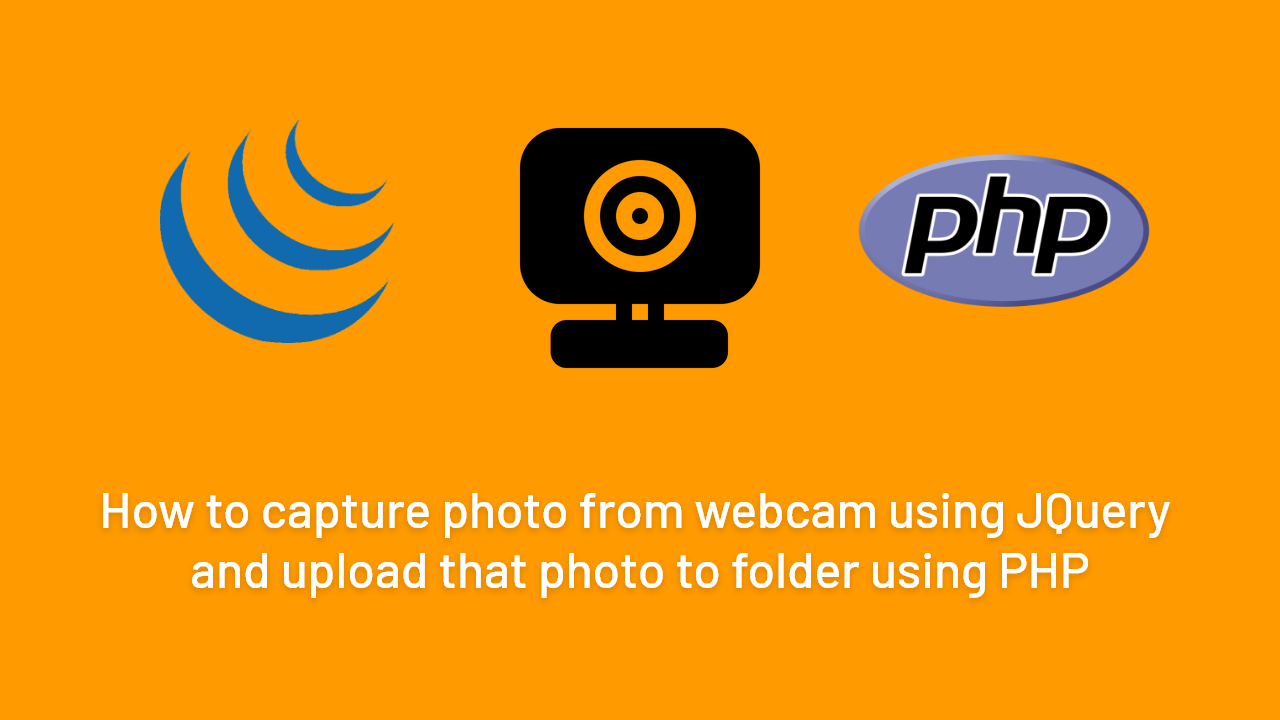 php
How to capture photo from webcam using JQuery
and upload that photo to folder using PHP